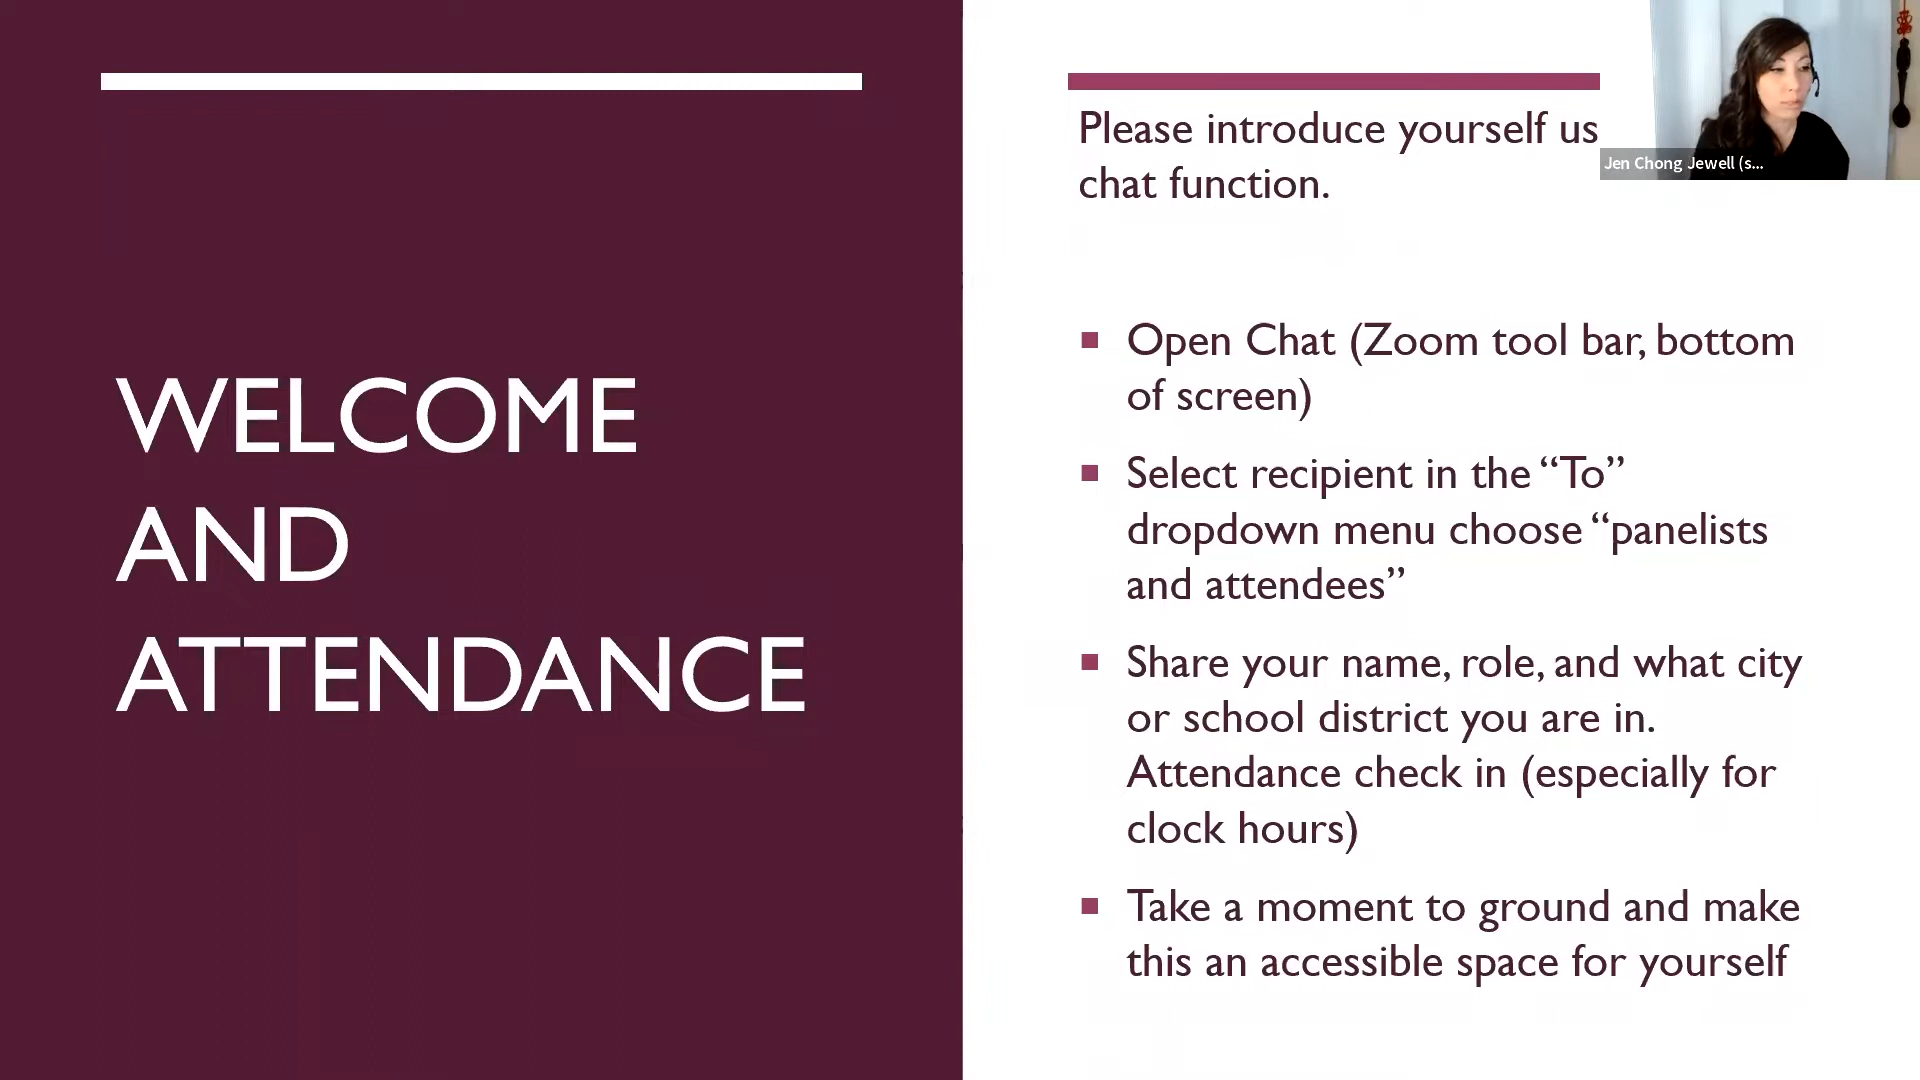 WELCOME
AND
ATTENDANCE
Please introduce yourself us
chat function.
Open Chat (Zoom tool bar, bottom
of screen)
Select recipient in the “To”
dropdown menu choose “panelists
and attendees”
Share your name, role, and what city
or school district you are in.
Attendance check in (especially for
clock hours)
Take a moment to ground and make
this an accessible space for yourself
Jen Chong Jewell (s...